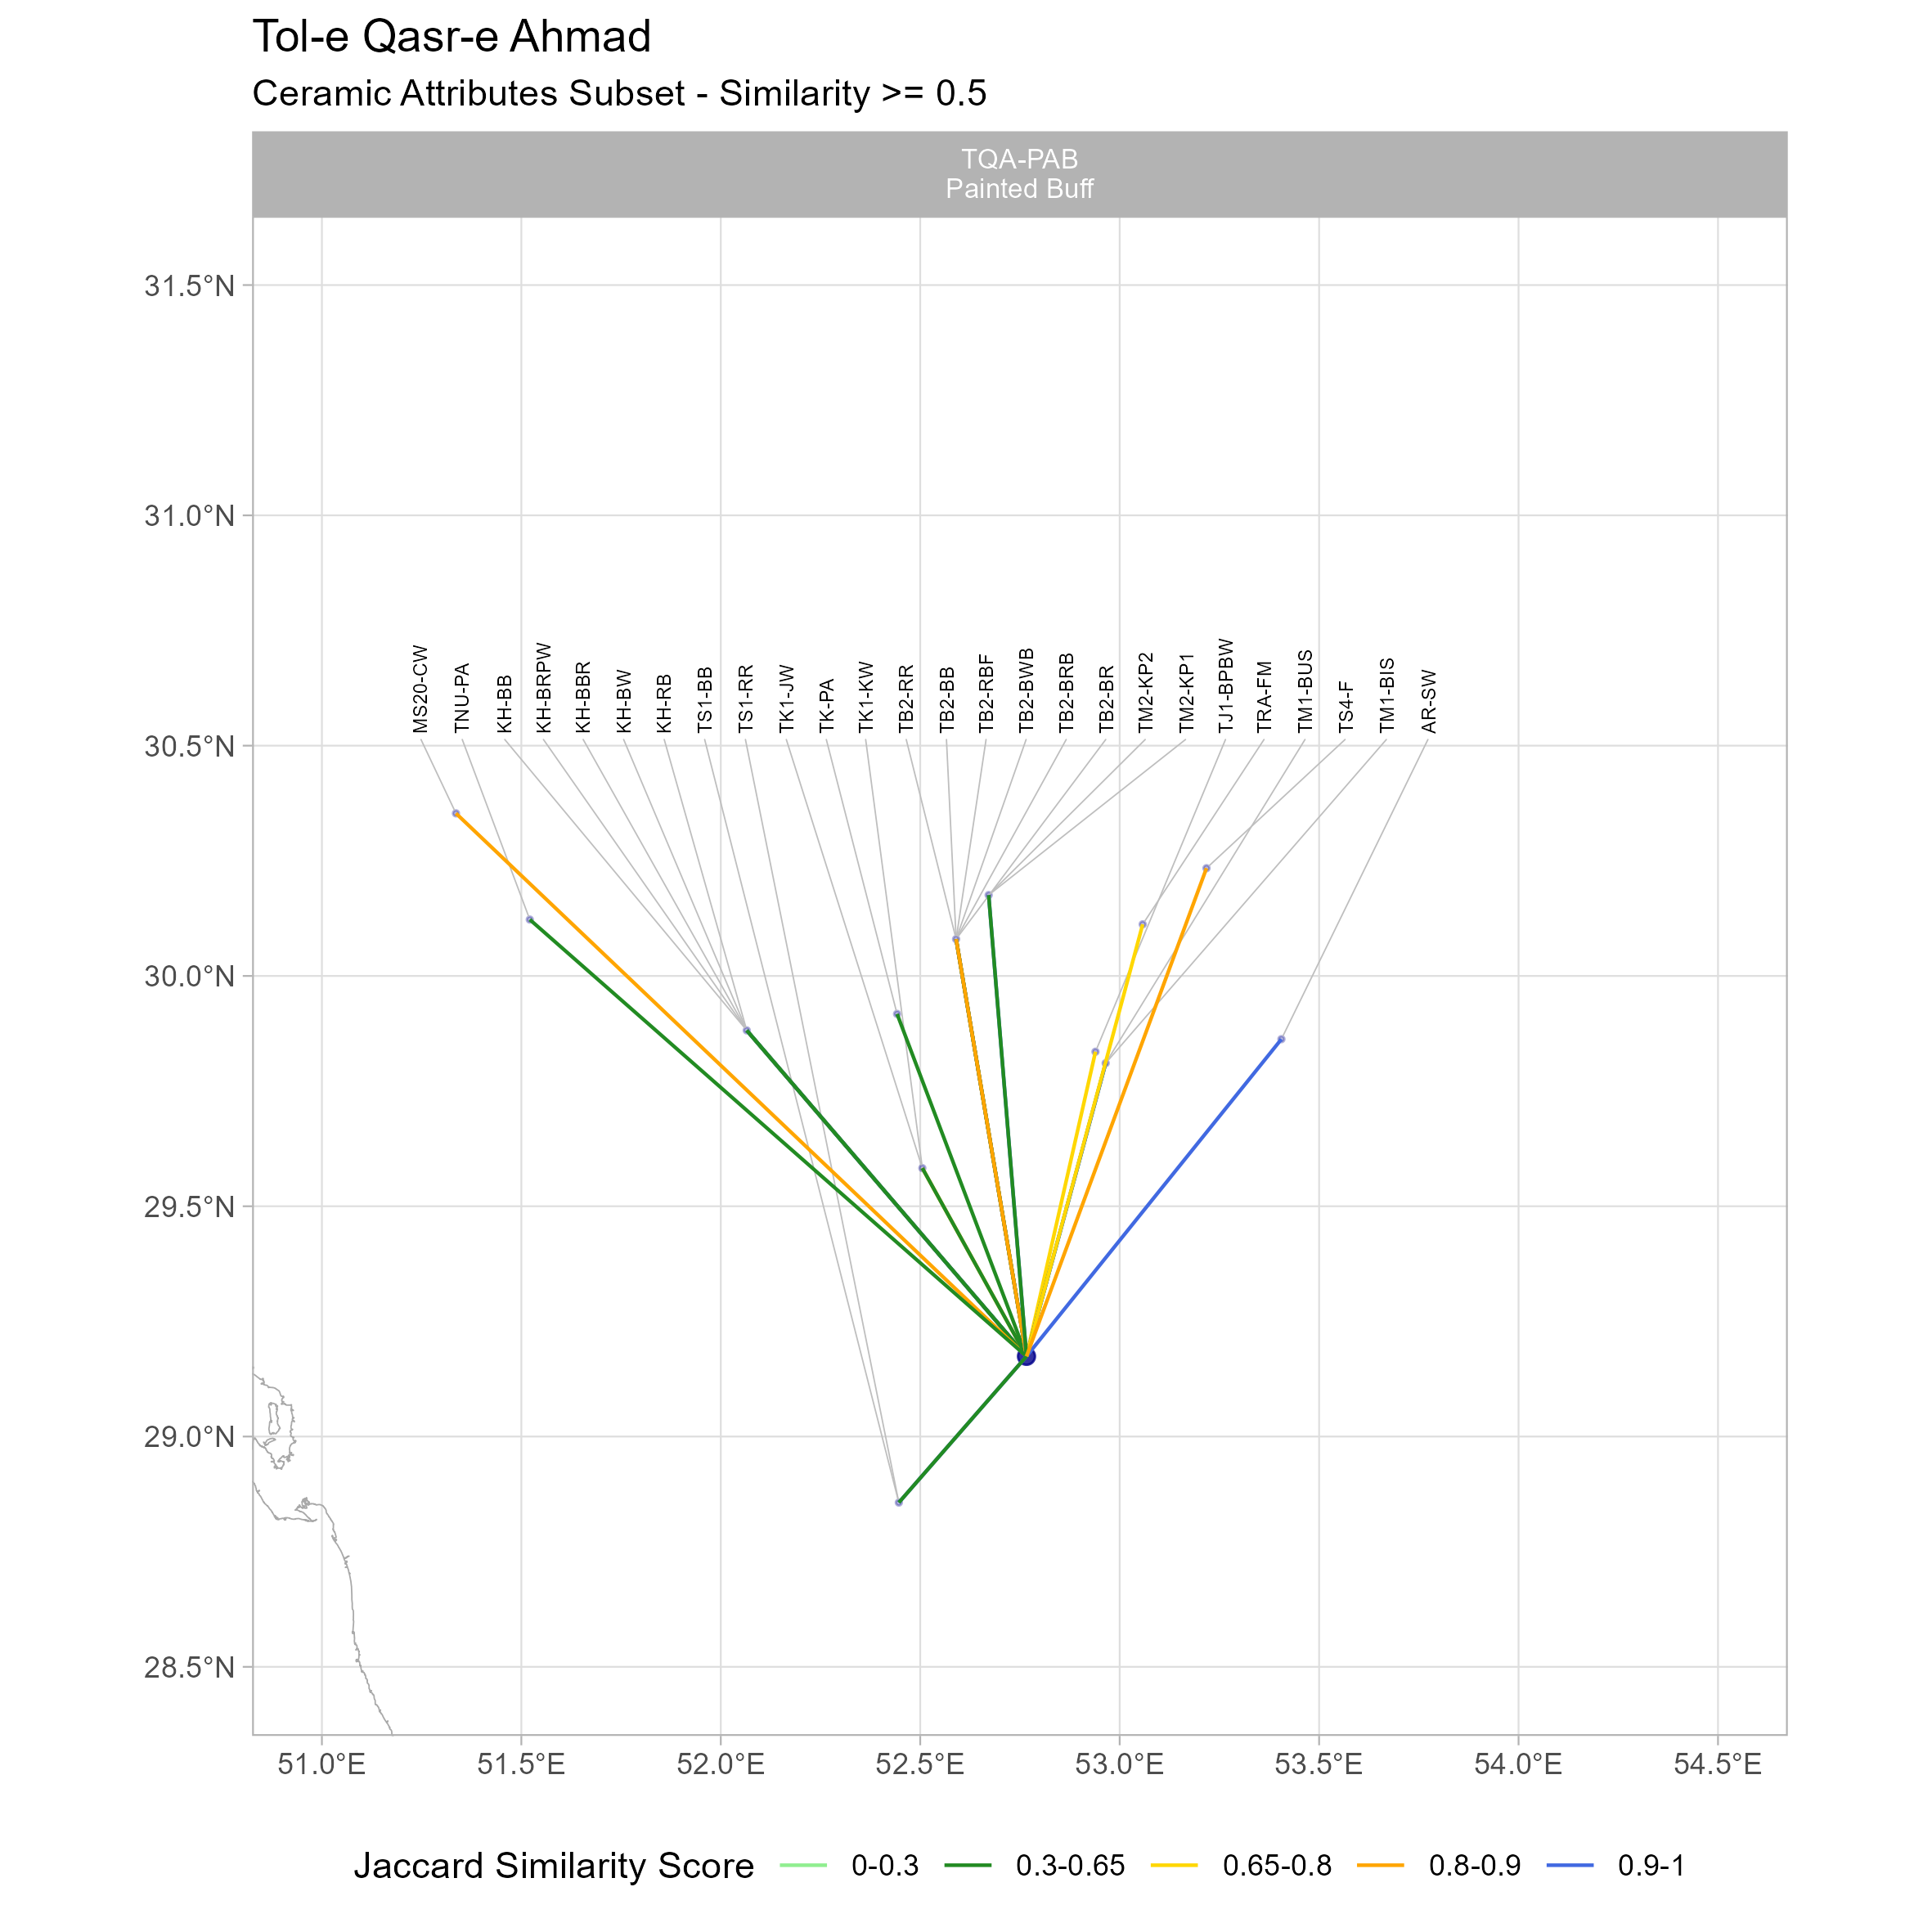 Tol-e Qasr-e Ahmad
Ceramic Attributes Subset - Similarity >= 0.5
TQA-PAB
Painted Buff
31.5°N
31.0°N
30.5°N
30.0°N
29.5°N
29.0°N
28.5°N
MS20-CW
TNU-PA
KH-BB
KH-BRPW
KH-BBR
KH-BW
KH-RB
TS1-BB
TS1-RR
TK1-JW
TK-PA
TK1-KW
TB2-RR
TB2-BB
TB2-RBF
TB2-BWB
TB2-BRB
TB2-BR
TM2-KP2
TM2-KP1
TJ1-BPBW
TRA-FM
TM1-BUS
TS4-F
TM1-BIS
AR-SW
51.0°E 51.5°E 52.0°E 52.5°E 53.0°E 53.5°E 54.0°E 54.5°E
Jaccard Similarity Score 0-0.3 0.3-0.65 0.65-0.8 0.8-0.9 0.9-1